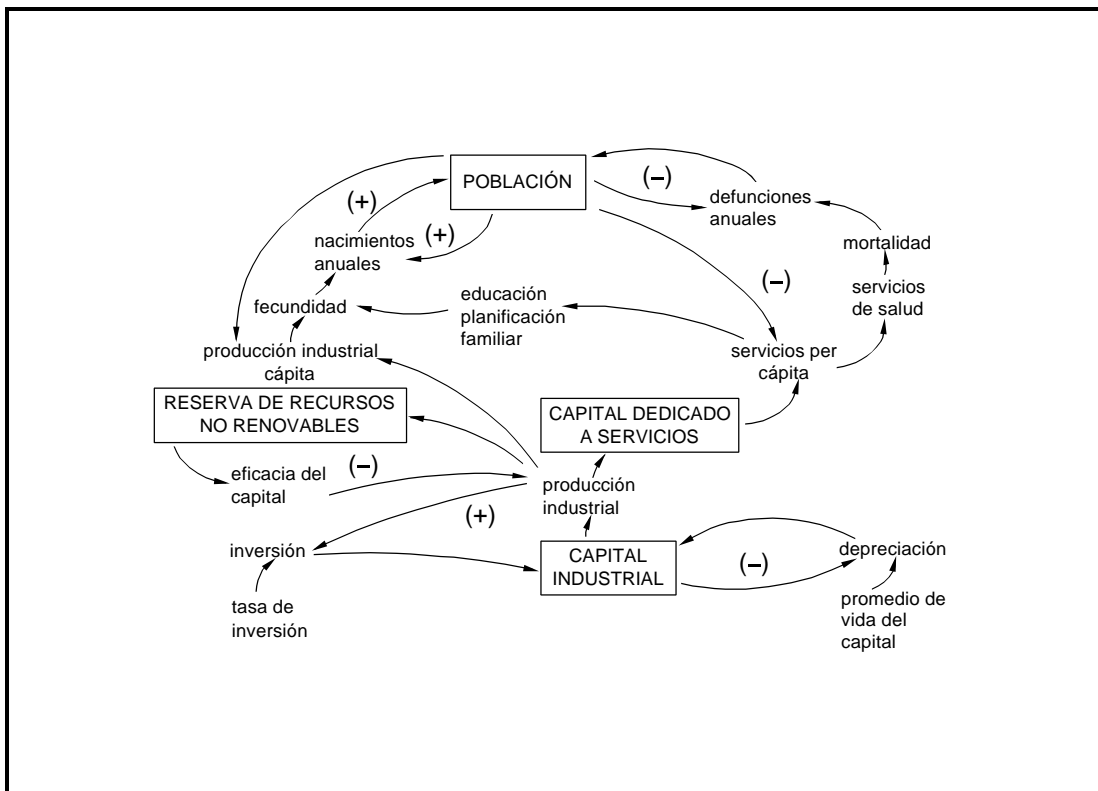 POBLACIÓN
(–)
defunciones
anuales
(+)
(+)
nacimientos
anuales
mortalidad
(–)
servicios
de salud
fecundidad
educación
planificación
familiar
producción industrial
cápita
servicios per
cápita
RESERVA DE RECURSOS
NO RENOVABLES
CAPITAL DEDICADO
A SERVICIOS
eficacia del
capital
(–)
producción
industrial
(+)
inversión
CAPITAL
INDUSTRIAL
(–)
depreciación
tasa de
inversión
promedio de
vida del
capital